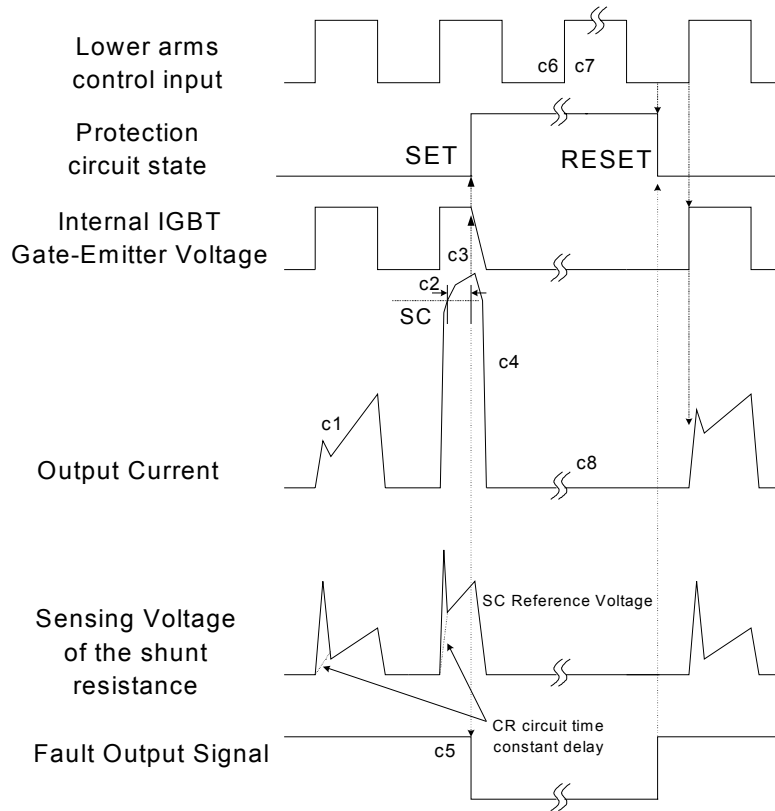 Lower arms
control input
c6 c7
Protection
circuit state
SET
RESET
Internal IGBT
Gate-Emitter Voltage
c3
c2
SC
c4
c1
Output Current
c8
SC Reference Voltage
Sensing Voltage
of the shunt
resistance
CR circuit time
constant delay
Fault Output Signal
c5